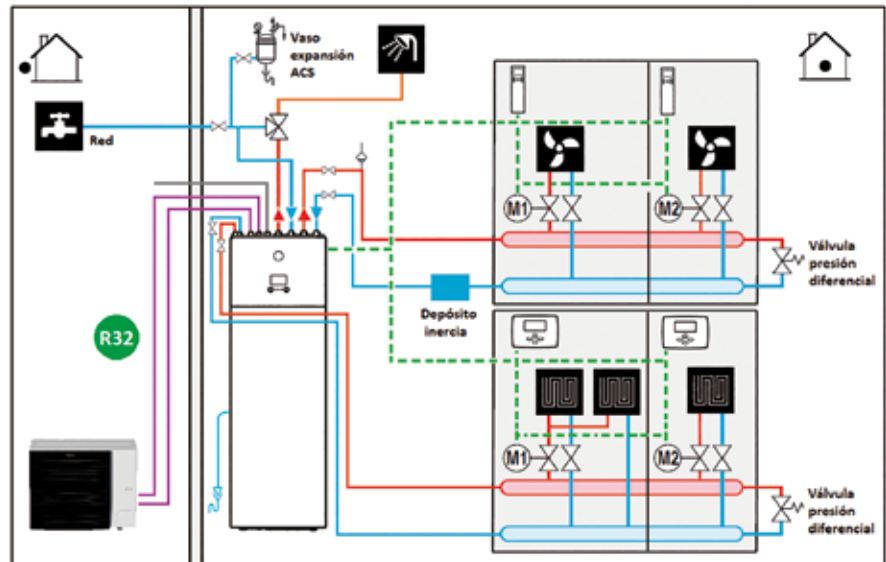 Vaso
expansión
ACS
Red
M1
M2
Válvula
presión
diferencial
Depósito
inercia
R32
M1
M2
Válvula
presión
diferencial